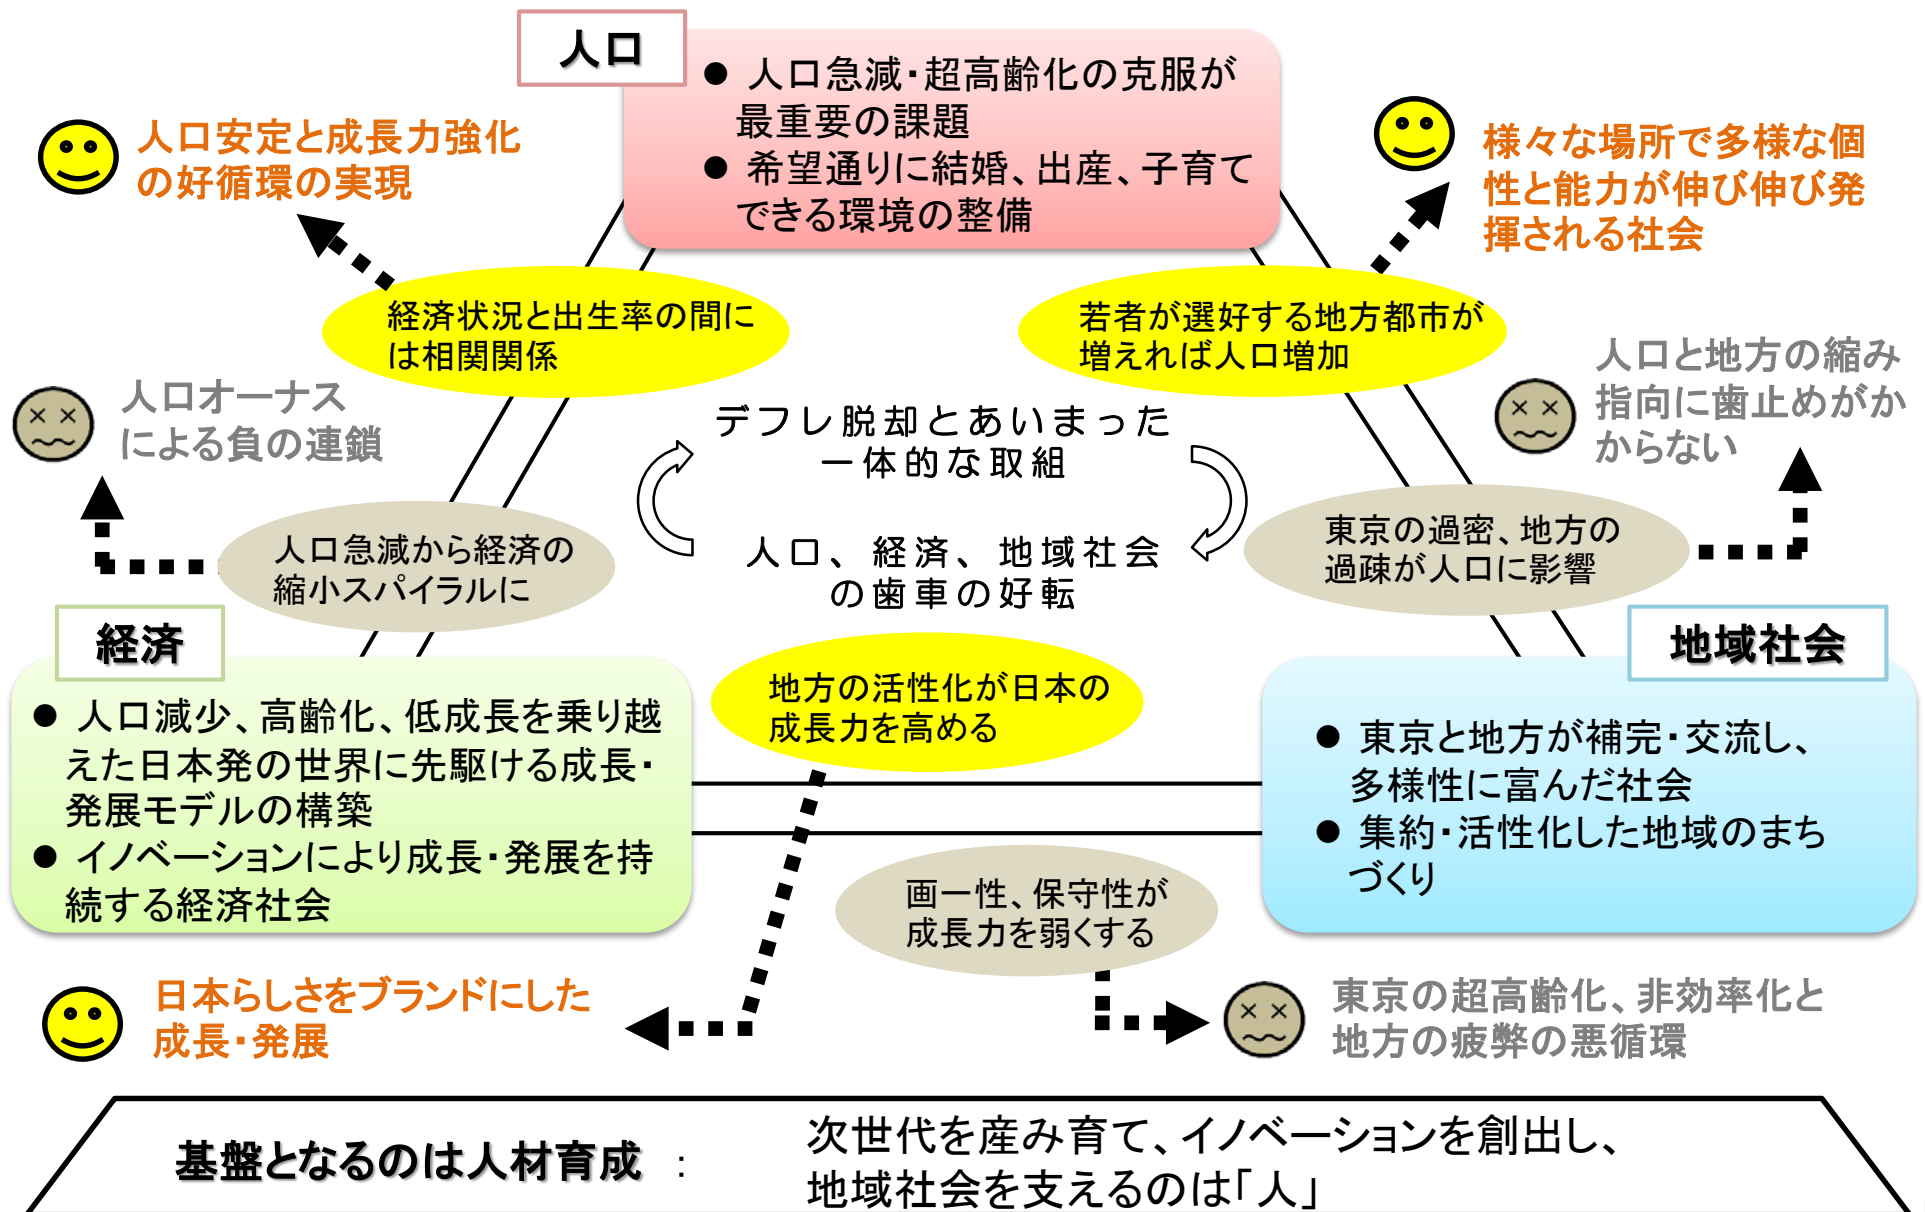 人口
● 人口急減・超高齢化の克服が
最重要の課題
● 希望通りに結婚、出産、子育て
できる環境の整備
人口安定と成長力強化
の好循環の実現
様々な場所で多様な個
性と能力が伸び伸び発
揮される社会
経済状況と出生率の間に
は相関関係
若者が選好する地方都市が
増えれば人口増加
人口オーナス
による負の連鎖
人口と地方の縮み
指向に歯止めがか
からない
デフレ脱却とあいまった
一体的な取組
人口、経済、地域社会
の歯車の好転
人口急減から経済の
縮小スパイラルに
東京の過密、地方の
過疎が人口に影響
経済
● 人口減少、高齢化、低成長を乗り越
えた日本発の世界に先駆ける成長・
発展モデルの構築
● イノベーションにより成長・発展を持
続する経済社会
地方の活性化が日本の
成長力を高める
地域社会
● 東京と地方が補完・交流し、
多様性に富んだ社会
● 集約・活性化した地域のまち
づくり
画一性、保守性が
成長力を弱くする
日本らしさをブランドにした
成長・発展
東京の超高齢化、非効率化と
地方の疲弊の悪循環
基盤となるのは人材育成 :
次世代を産み育て、イノベーションを創出し、
地域社会を支えるのは「人」